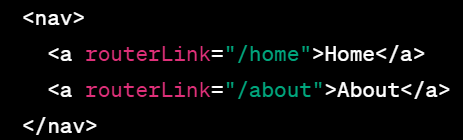 <nav>
  <a routerLink="/home">Home</a>
  <a routerLink="/about">About</a>
</nav>